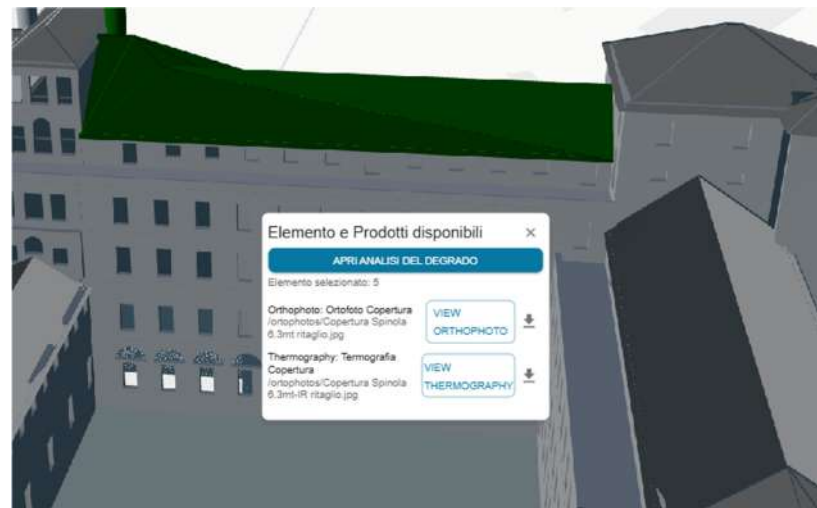 Elemento e Prodotti disponibili
APRI ANALISI DEL DEGRADO
Elemento selezionato: 5
Orthophoto: Ortofoto Copertura
/ortophotos/Copertura Spinola
6.3mt ritaglio.jpg
VIEW
ORTHOPHOTO
Thermography: Termografia
Copertura
/ortophotos/Copertura Spinola
6.3mt-IR ritaglio.jpg
VIEW
THERMOGRAPHY